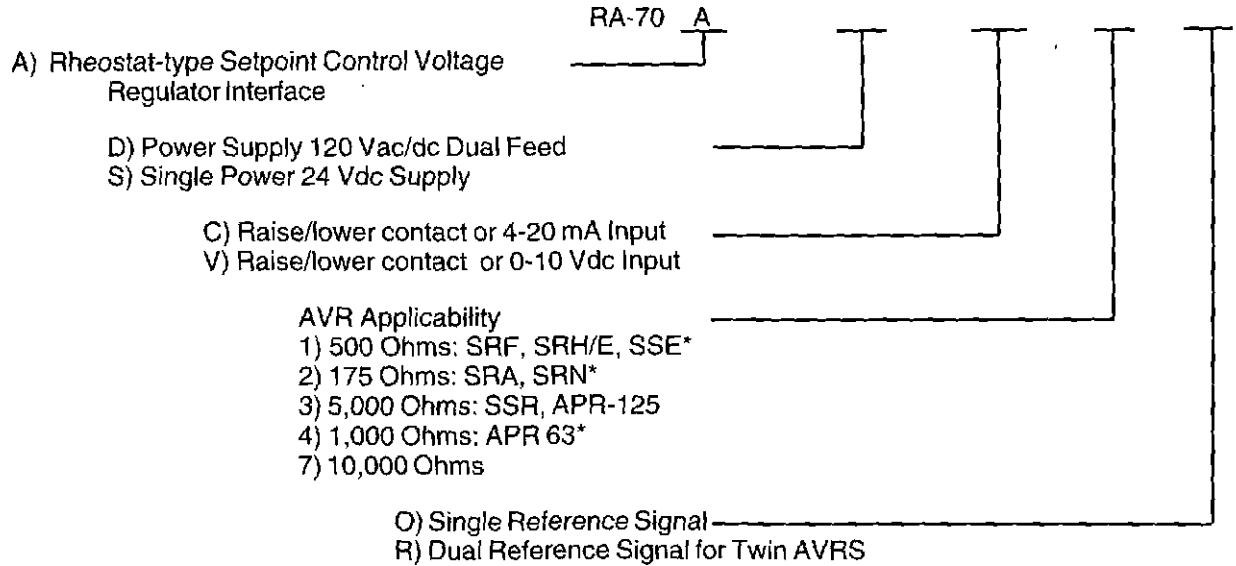 RA-70 A
A) Rheostat-type Setpoint Control Voltage
Regulator Interface
D) Power Supply 120 Vac/dc Dual Feed
S) Single Power 24 Vdc Supply
C) Raise/lower contact or 4-20 mA Input
V) Raise/lower contact or 0-10 Vdc Input
AVR Applicability
1) 500 Ohms: SRF, SRH/E, SSE*
2) 175 Ohms: SRA, SRN*
3) 5,000 Ohms: SSR, APR-125
4) 1,000 Ohms: APR 63*
7) 10,000 Ohms
O) Single Reference Signal
R) Dual Reference Signal for Twin AVRS